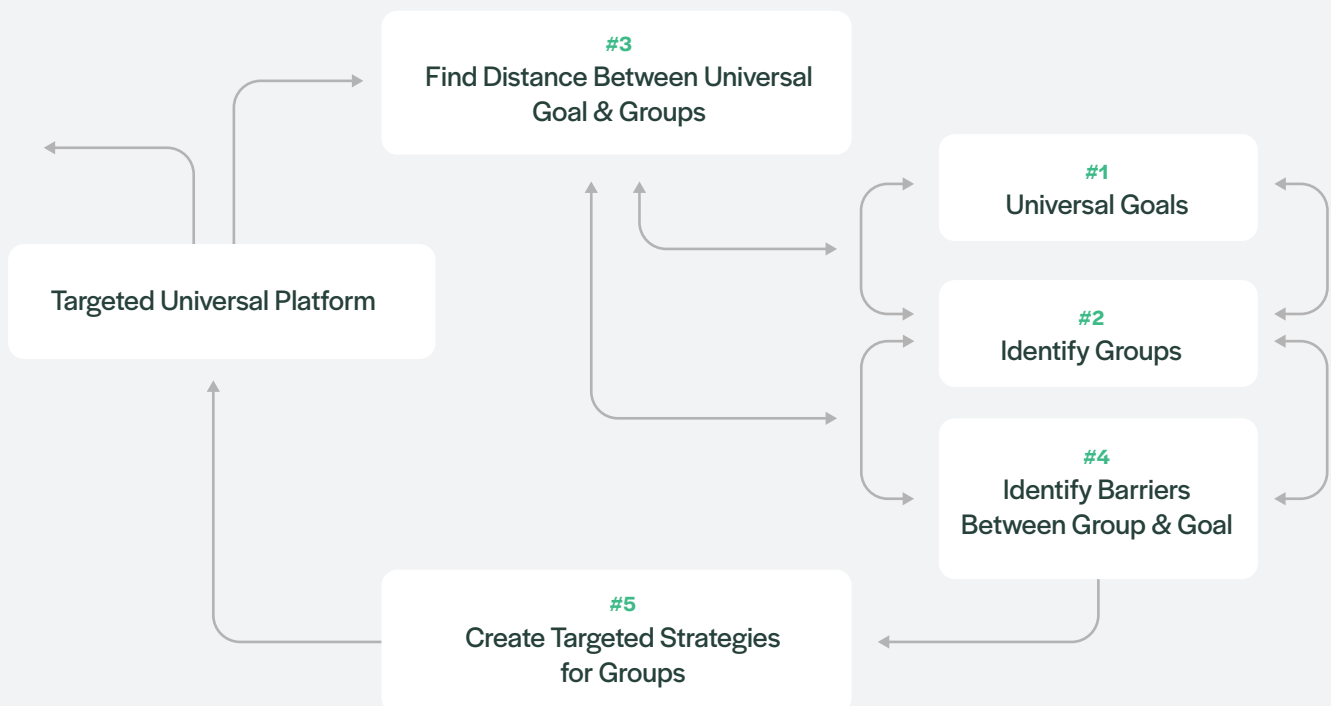 #3
Find Distance Between Universal
Goal & Groups
#1
Universal Goals
Targeted Universal Platform
#2
Identify Groups
#4
Identify Barriers
Between Group & Goal
#5
Create Targeted Strategies
for Groups